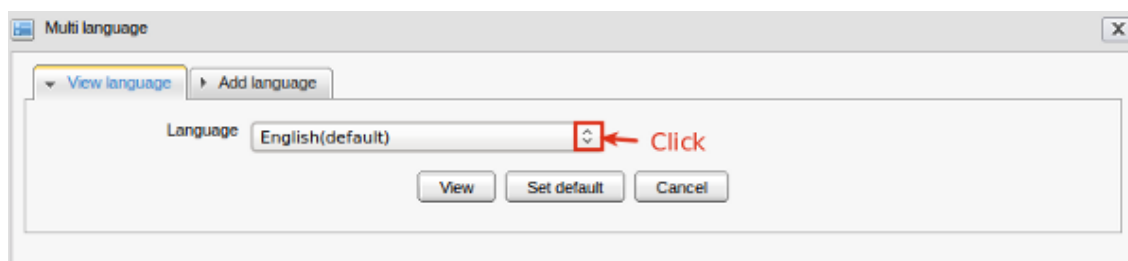 Multi language
View language
Add language
Language
English(default)
Click
View
Set default
Cancel